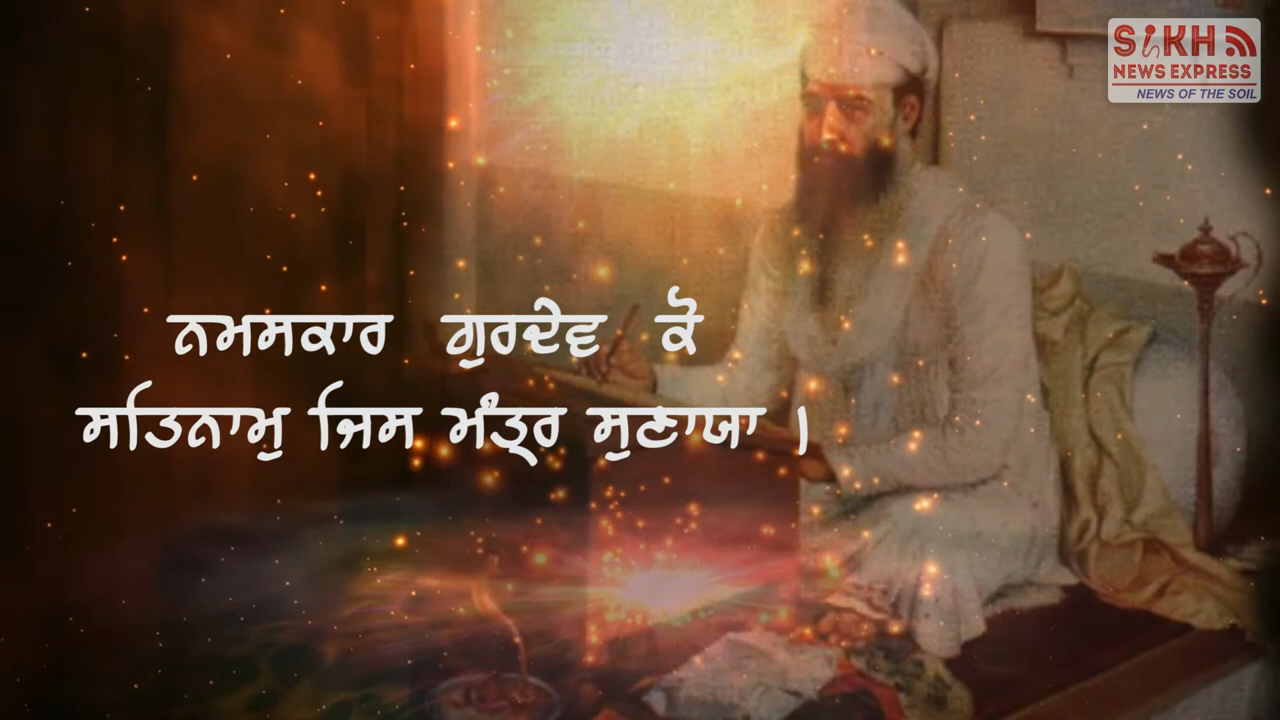 SIKH
NEWS EXPRESS
NEWS OF THE SOIL
ਨਮਸਕਾਰ ਗੁਰਦੇਵ ਕੋ
ਸਤਿਨਾਮੁ ਜਿਸ ਮੰਤ੍ਰ ਸੁਣਾਯਾ ।